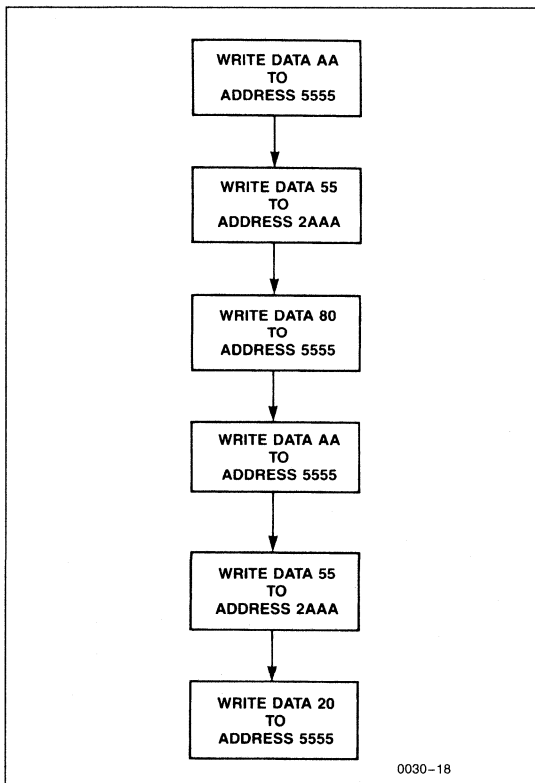 WRITE DATA AA
TO
ADDRESS 5555
WRITE DATA 55
TO
ADDRESS 2AAA
WRITE DATA 80
TO
ADDRESS 5555
WRITE DATA AA
TO
ADDRESS 5555
WRITE DATA 55
TO
ADDRESS 2AAA
WRITE DATA 20
TO
ADDRESS 5555
0030–18